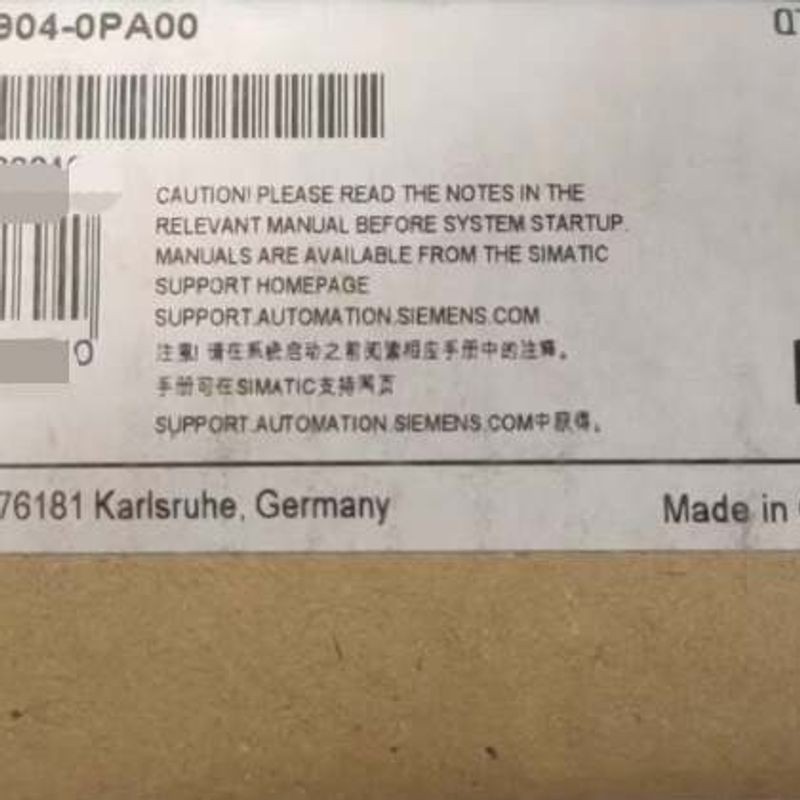 904-0PA00
CAUTION! PLEASE READ THE NOTES IN THE
RELEVANT MANUAL BEFORE SYSTEM STARTUP.
MANUALS ARE AVAILABLE FROM THE SIMATIC
SUPPORT HOMEPAGE
SUPPORT.AUTOMATION.SIEMENS.COM
注意! 请在系统启动之前阅读相应手册中的注释。
手册可在SIMATIC支持网页
SUPPORT.AUTOMATION.SIEMENS.COM中获得。
76181 Karlsruhe, Germany
Made in